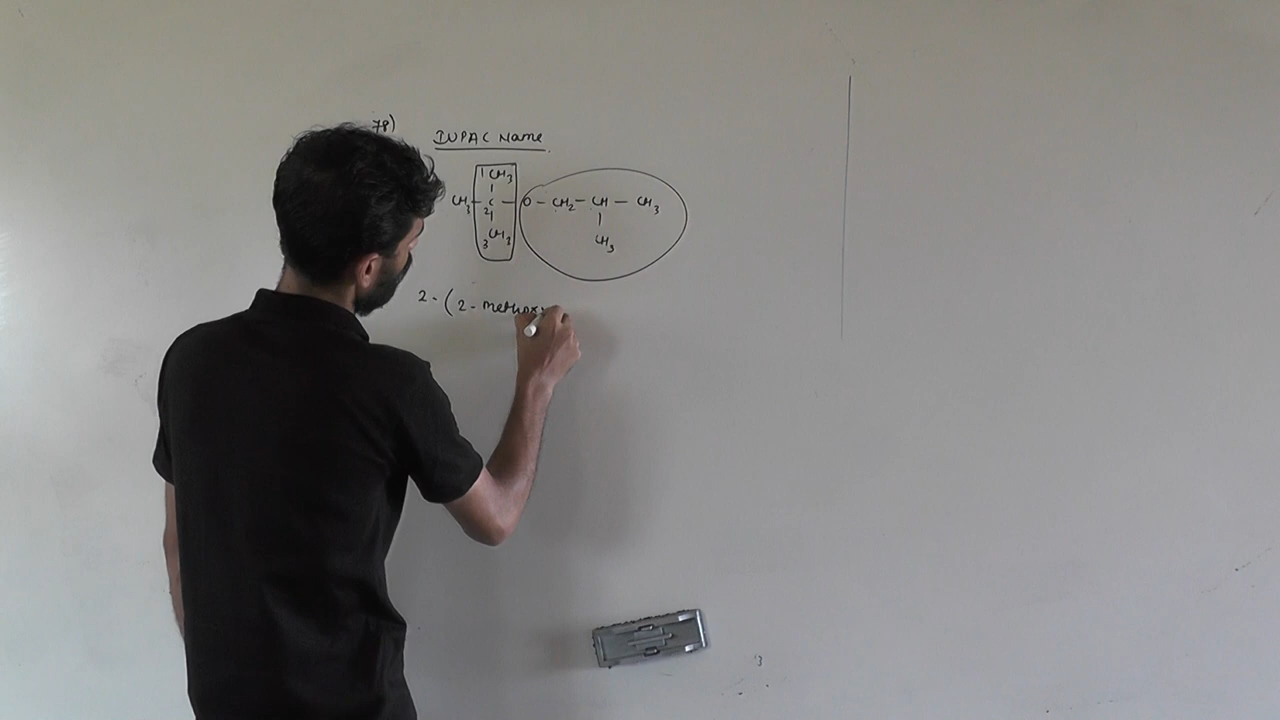 78)
IUPAC Name
1 CH3
CH3 - C - O - CH2 - CH - CH3
2
3 CH3 CH3
2 - ( 2 - methoxy